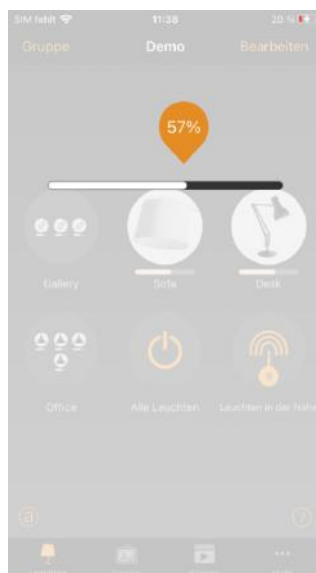 SIM fehlt 11:38 20 %
Gruppe Demo Bearbeiten
57%
Gallery Sofa Desk
Office Alle Leuchten Leuchten in der Nähe
a ?